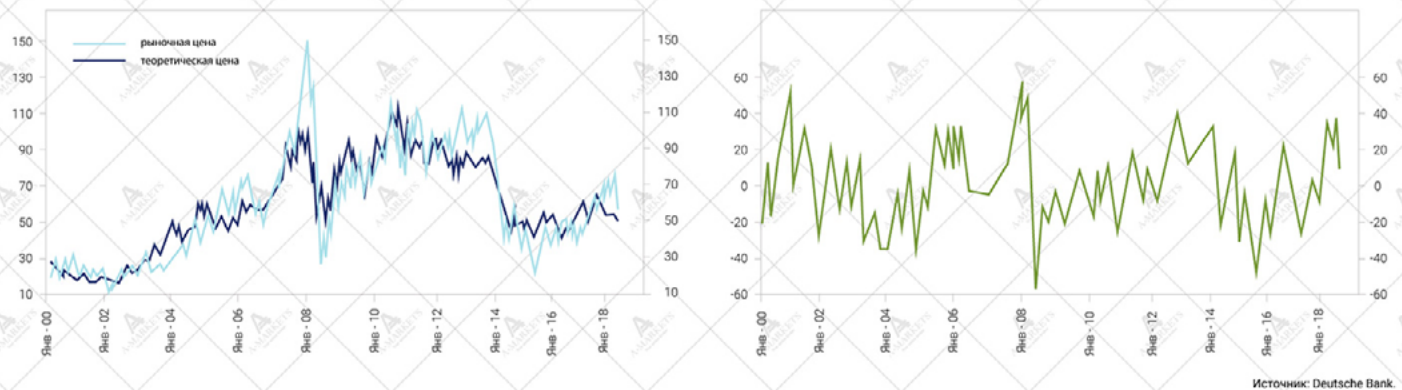 рыночная цена
теоретическая цена
150
130
110
90
70
50
30
10
150
130
110
90
70
50
30
10
Янв - 00
Янв - 02
Янв - 04
Янв - 06
Янв - 08
Янв - 10
Янв - 12
Янв - 14
Янв - 16
Янв - 18
60
40
20
0
-20
-40
-60
60
40
20
0
-20
-40
-60
Янв - 00
Янв - 02
Янв - 04
Янв - 06
Янв - 08
Янв - 10
Янв - 12
Янв - 14
Янв - 16
Янв - 18
Источник: Deutsche Bank.
AMARKETS